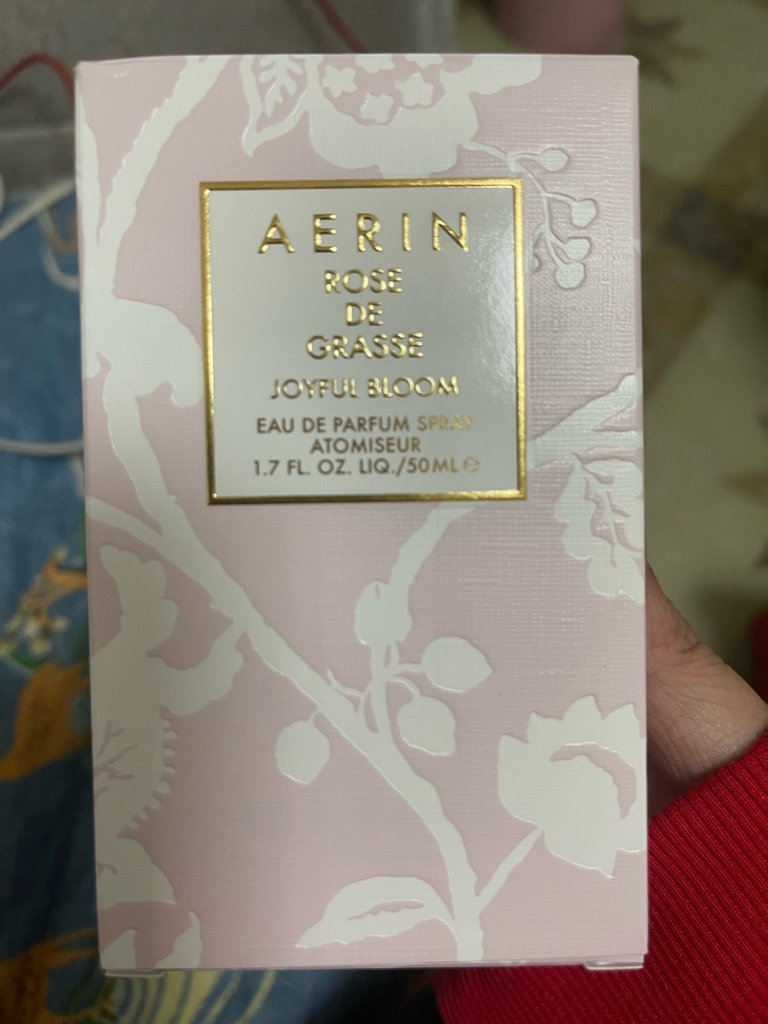 AERIN
ROSE
DE
GRASSE
JOYFUL BLOOM
EAU DE PARFUM SPRAY
ATOMISEUR
1.7 FL. OZ. LIQ./50ML ℮